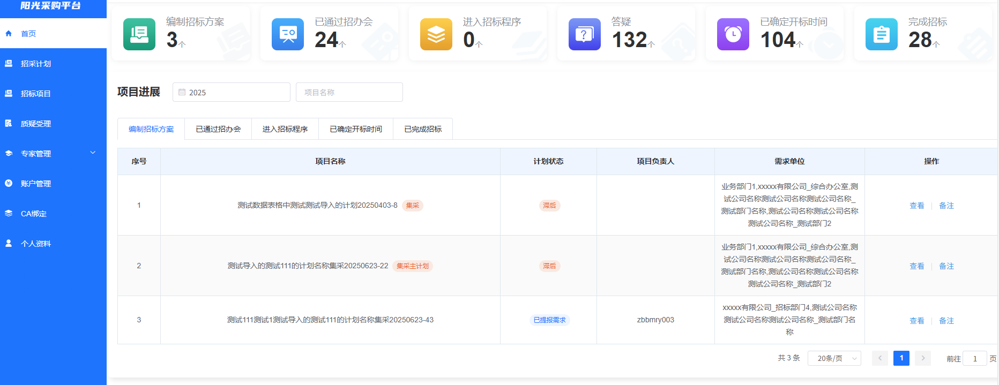 阳光采购平台
首页
招采计划
招标项目
质疑受理
专家管理
账户管理
CA绑定
个人资料
编制招标方案
3个
已通过招办会
24个
进入招标程序
0个
答疑
132个
已确定开标时间
104个
完成招标
28个
项目进展
2025
项目名称
编制招标方案
已通过招办会
进入招标程序
已确定开标时间
已完成招标
序号 项目名称 计划状态 项目负责人 需求单位 操作
1 测试数据表格中测试测试导入的计划20250403-8 集采 滞后
业务部门1,xxxxx有限公司_综合办公室,测
试公司名称测试公司名称测试公司名称_
测试部门名称,测试公司名称测试公司名称
测试公司名称_测试部门2
查看 备注
2 测试导入的测试111的计划名称集采20250623-22 集采主计划 滞后
业务部门1,xxxxx有限公司_综合办公室,测
试公司名称测试公司名称测试公司名称_
测试部门名称,测试公司名称测试公司名称
测试公司名称_测试部门2
查看 备注
3 测试111测试1测试导入的测试111的计划名称集采20250623-43 已提报需求 zbbmry003
xxxxx有限公司_招标部门4,测试公司名称
测试公司名称测试公司名称_测试部门名
称
查看 备注
共 3 条 20条/页 1 前往 1 页